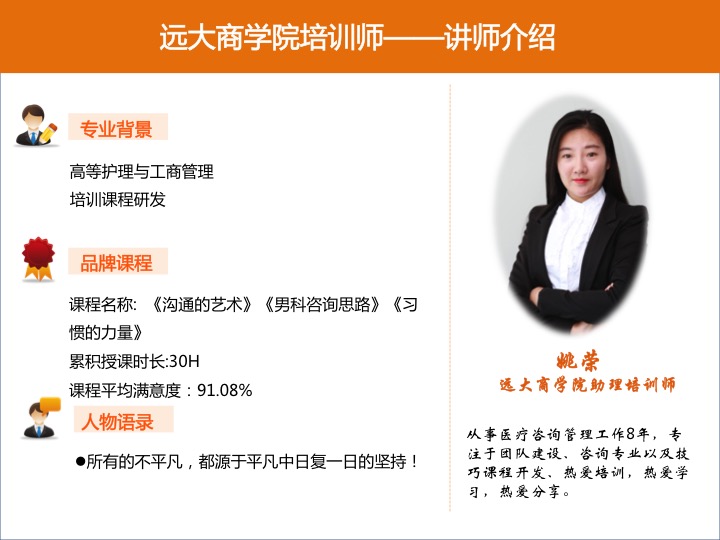 远大商学院培训师——讲师介绍
专业背景
高等护理与工商管理
培训课程研发
品牌课程
课程名称: 《沟通的艺术》《男科咨询思路》《习
惯的力量》
累积授课时长:30H
课程平均满意度：91.08%
人物语录
●所有的不平凡，都源于平凡中日复一日的坚持！
姚荣
远大商学院助理培训师
从事医疗咨询管理工作8年，专
注于团队建设、咨询专业以及技
巧课程开发、热爱培训，热爱学
习，热爱分享。